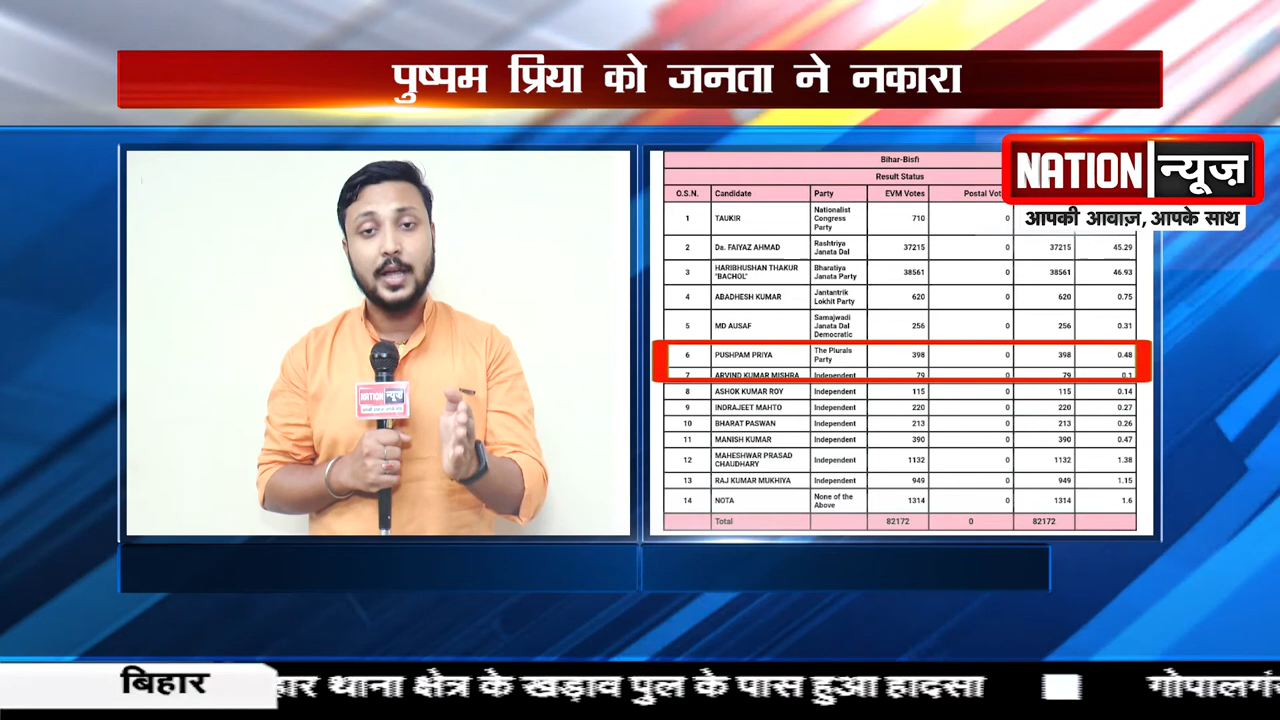 पुष्पम प्रिया को जनता ने नकारा
NATION न्यूज़
आपकी आवाज़, आपके साथ
Bihar-Bisfi
Result Status
O.S.N. Candidate Party EVM Votes Postal
1 TAUKIR Nationalist Congress Party 710 0
2 Da. FAIYAZ AHMAD Rashtriya Janata Dal 37215 0 37215 45.29
3 HARIBHUSHAN THAKUR "BACHOL" Bharatiya Janata Party 38561 0 38561 46.93
4 ABADHESH KUMAR Jantantrik Lokhit Party 620 0 620 0.75
5 MD AUSAF Samajwadi Janata Dal Democratic 256 0 256 0.31
6 PUSHPAM PRIYA The Plurals Party 398 0 398 0.48
7 ARVIND KUMAR MISHRA Independent 79 0 79 0.1
8 ASHOK KUMAR ROY Independent 115 0 115 0.14
9 INDRAJEET MAHTO Independent 220 0 220 0.27
10 BHARAT PASWAN Independent 213 0 213 0.26
11 MANISH KUMAR Independent 390 0 390 0.47
12 MAHESHWAR PRASAD CHAUDHARY Independent 1132 0 1132 1.38
13 RAJ KUMAR MUKHIYA Independent 949 0 949 1.15
14 NOTA None of the Above 1314 0 1314 1.6
Total 82172 0 82172
NATION न्यूज़
बिहार
थाना क्षेत्र के खड़ाव पुल के पास हुआ हादसा